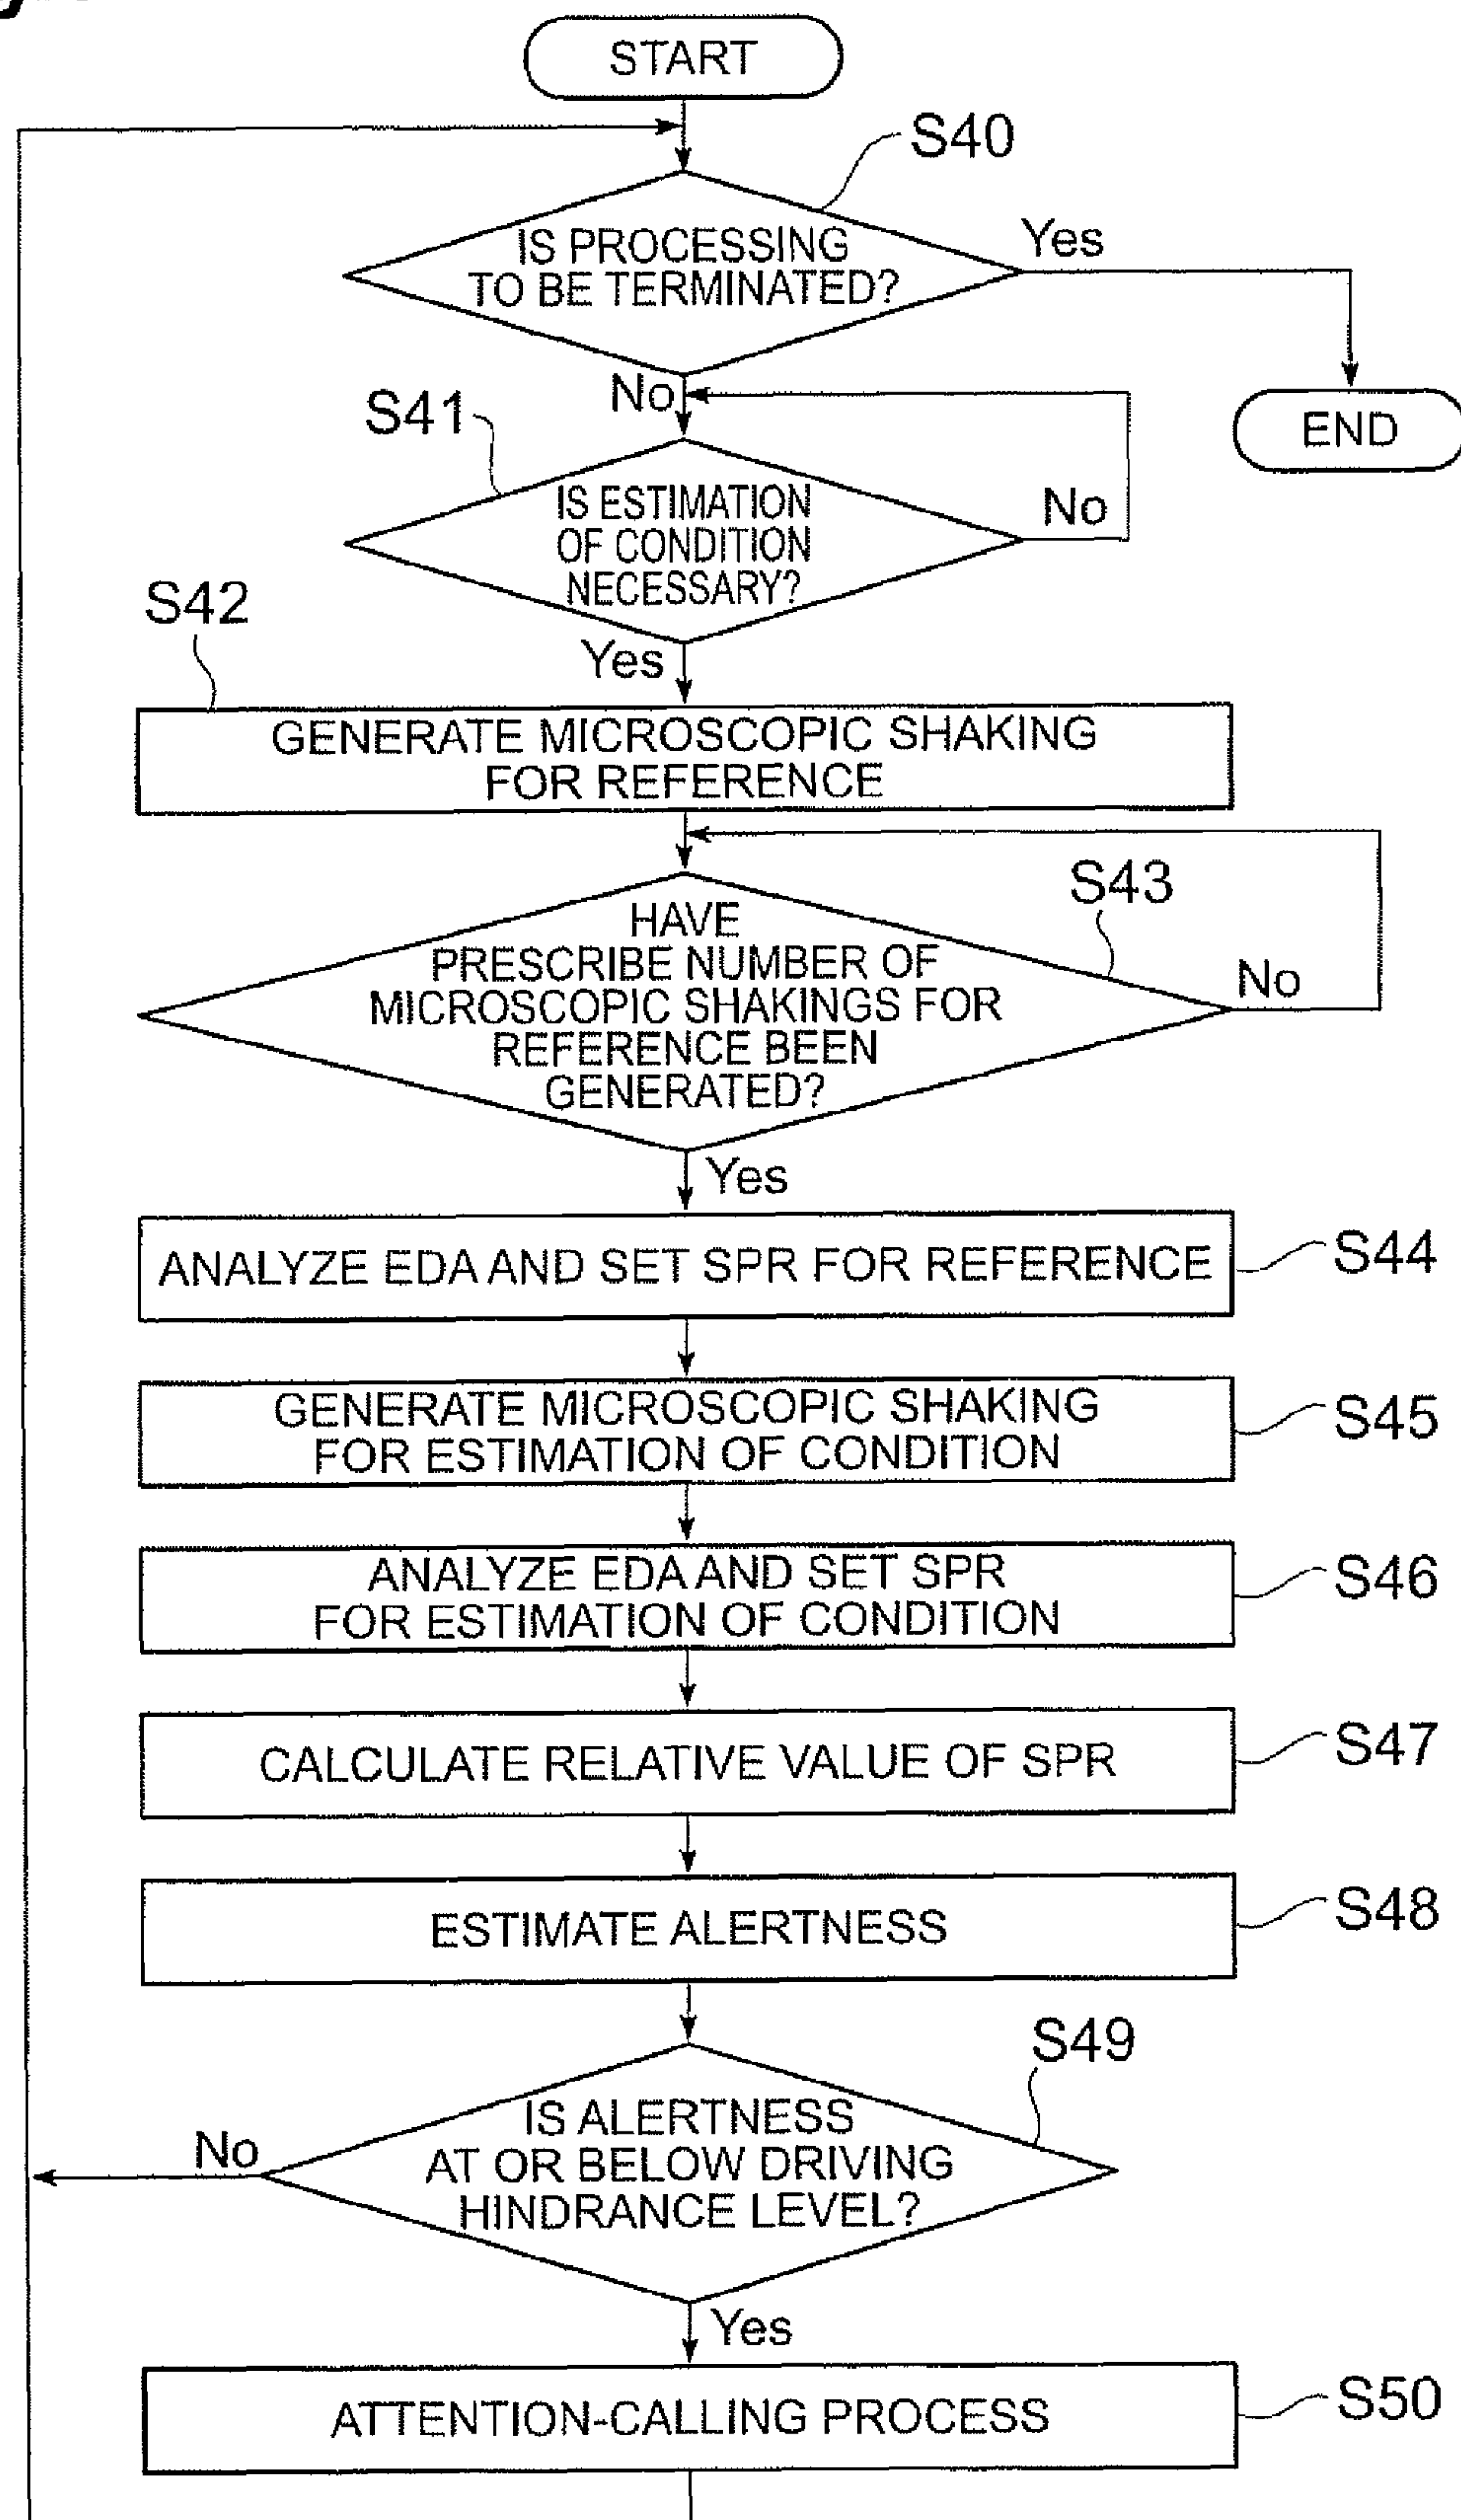 START
S40
IS PROCESSING
TO BE TERMINATED?
Yes
No
END
S41
IS ESTIMATION
OF CONDITION
NECESSARY?
No
Yes
S42
GENERATE MICROSCOPIC SHAKING
FOR REFERENCE
S43
HAVE
PRESCRIBE NUMBER OF
MICROSCOPIC SHAKINGS FOR
REFERENCE BEEN
GENERATED?
No
Yes
ANALYZE EDA AND SET SPR FOR REFERENCE
S44
GENERATE MICROSCOPIC SHAKING
FOR ESTIMATION OF CONDITION
S45
ANALYZE EDA AND SET SPR
FOR ESTIMATION OF CONDITION
S46
CALCULATE RELATIVE VALUE OF SPR
S47
ESTIMATE ALERTNESS
S48
S49
IS ALERTNESS
AT OR BELOW DRIVING
HINDRANCE LEVEL?
No
Yes
ATTENTION-CALLING PROCESS
S50